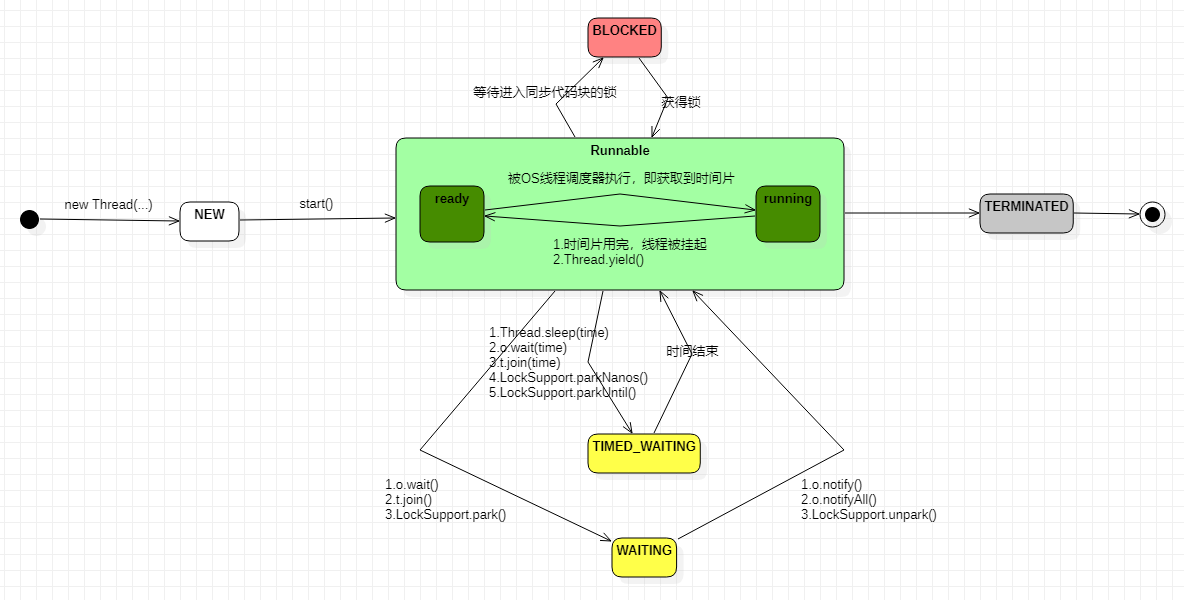 BLOCKED
等待进入同步代码块的锁
获得锁
Runnable
被OS线程调度器执行，即获取到时间片
ready
running
new Thread(...)
NEW
start()
TERMINATED
1.时间片用完，线程被挂起
2.Thread.yield()
1.Thread.sleep(time)
2.o.wait(time)
3.t.join(time)
4.LockSupport.parkNanos()
5.LockSupport.parkUntil()
时间结束
TIMED_WAITING
1.o.wait()
2.t.join()
3.LockSupport.park()
1.o.notify()
2.o.notifyAll()
3.LockSupport.unpark()
WAITING